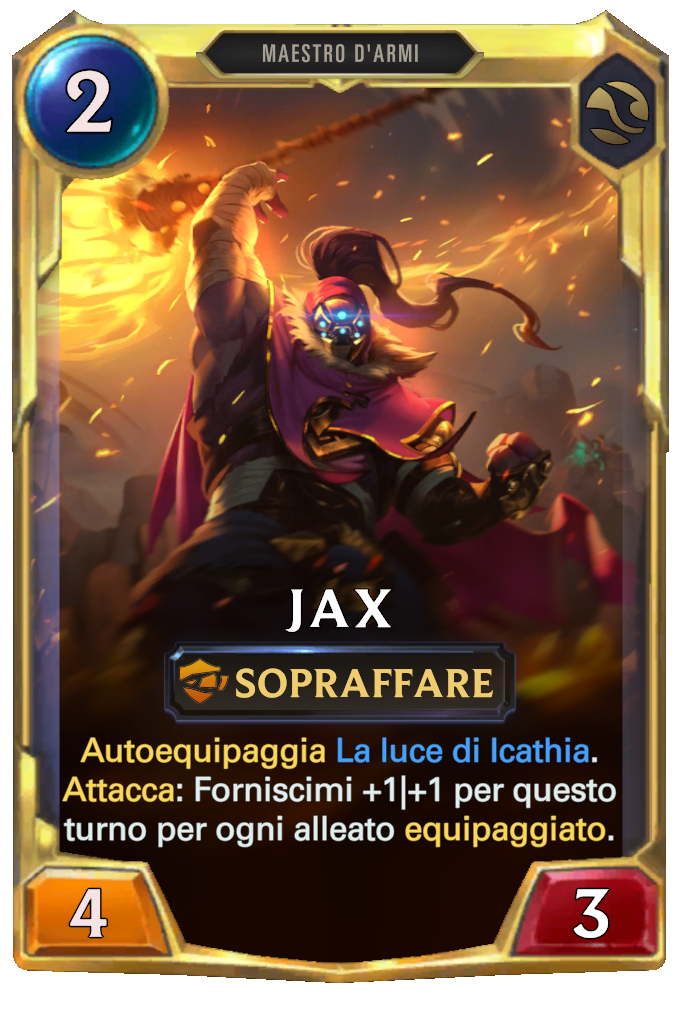 MAESTRO D'ARMI
2
JAX
SOPRAFFARE
Autoequipaggia La luce di Icathia.
Attacca: Forniscimi +1|+1 per questo
turno per ogni alleato equipaggiato.
4
3